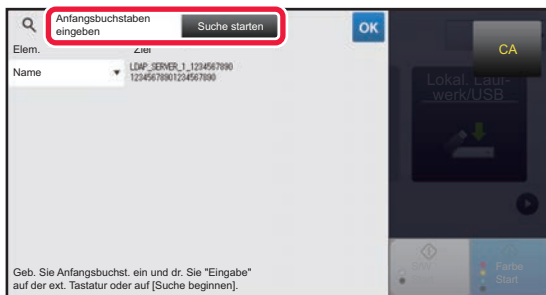 Anfangsbuchstaben
eingeben
Suche starten
OK
CA
Elem.
Ziel
Name
LDAP_SERVER_1_1234567890
12345678901234567890
Lokal. Lauf-
werk/USB
S/W
Start
Farbe
Start
Geb. Sie Anfangsbuchst. ein und dr. Sie "Eingabe"
auf der ext. Tastatur oder auf [Suche beginnen].